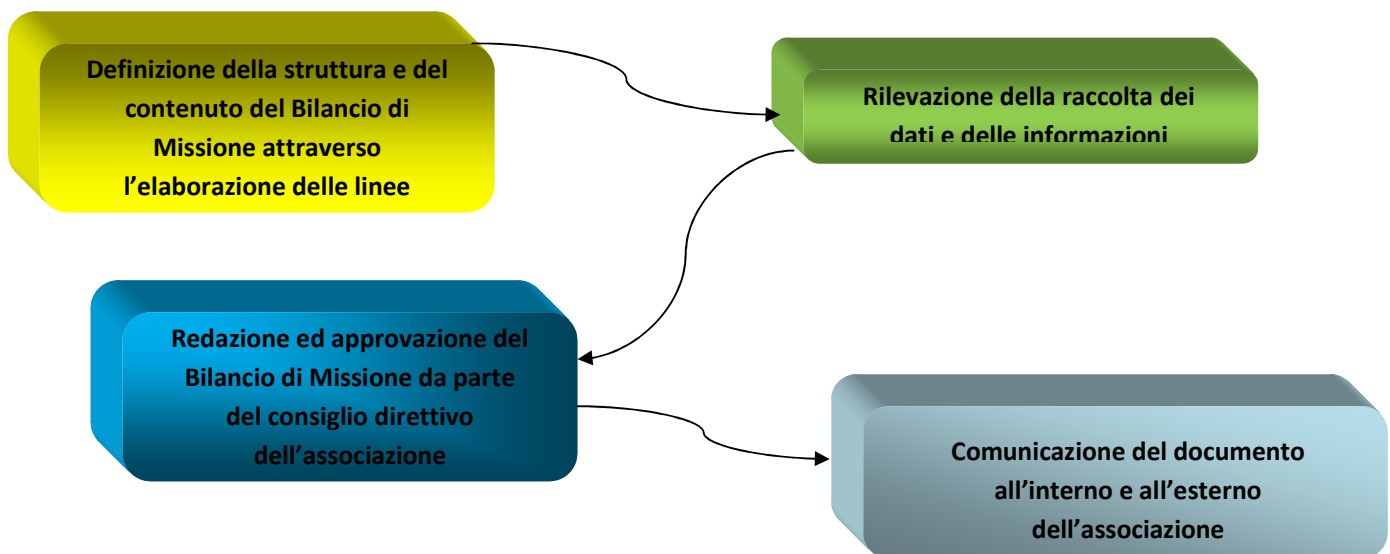 Definizione della struttura e del
contenuto del Bilancio di
Missione attraverso
l’elaborazione delle linee
Rilevazione della raccolta dei
dati e delle informazioni
Redazione ed approvazione del
Bilancio di Missione da parte
del consiglio direttivo
dell’associazione
Comunicazione del documento
all’interno e all’esterno
dell’associazione